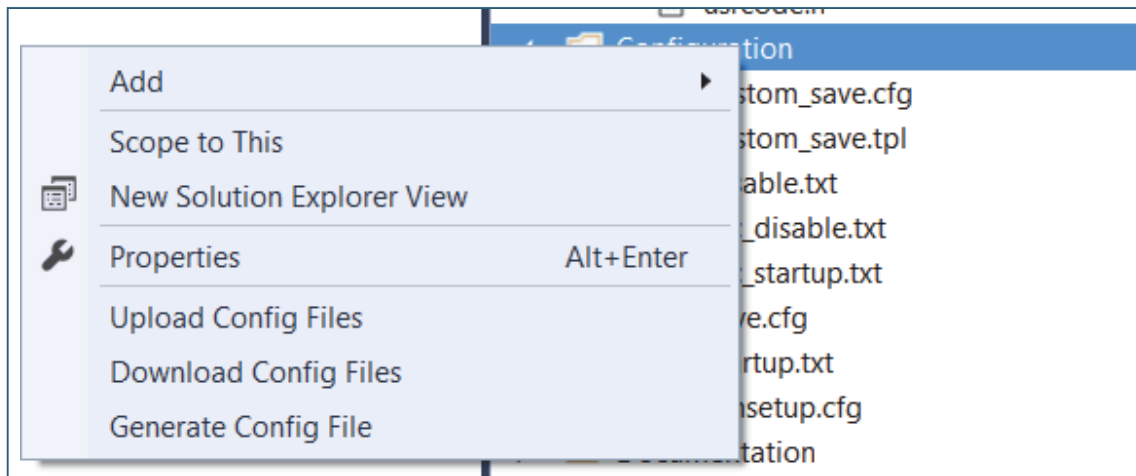 Configuration
Add
stom_save.cfg
Scope to This
stom_save.tpl
New Solution Explorer View
able.txt
_disable.txt
Properties Alt+Enter
_startup.txt
Upload Config Files
ve.cfg
Download Config Files
rtup.txt
setup.cfg
Generate Config File
tation